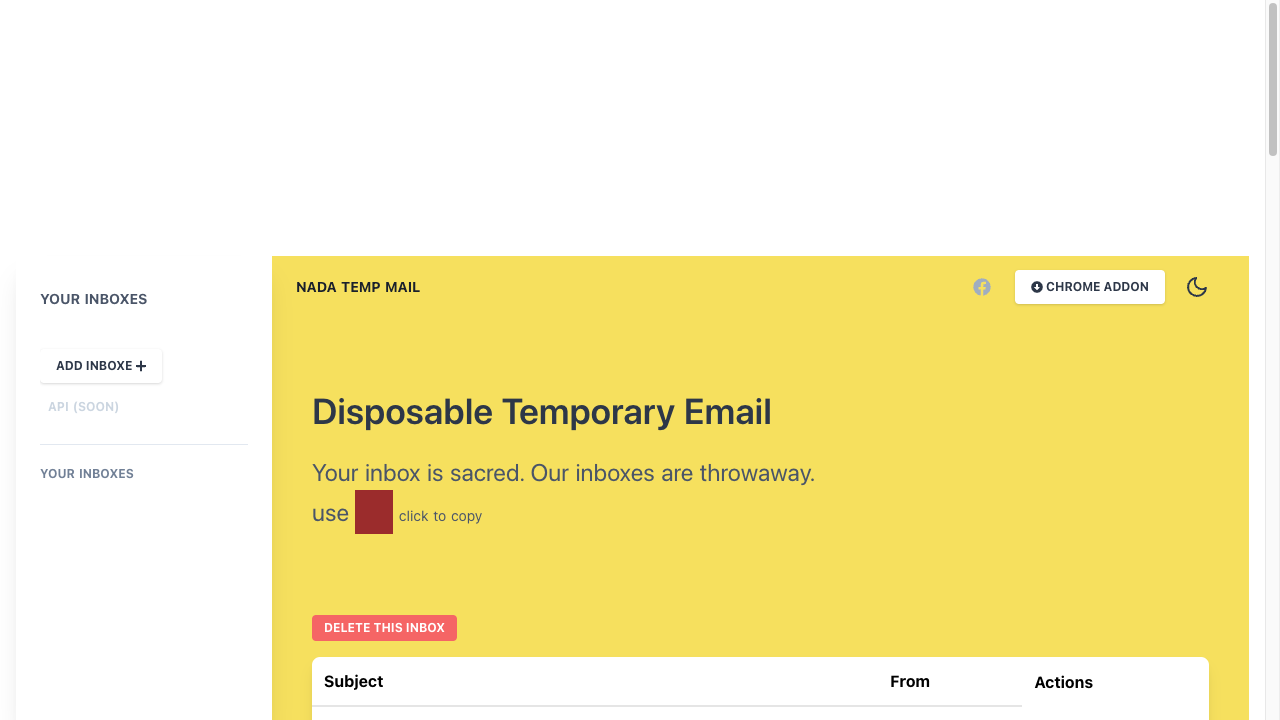 YOUR INBOXES
ADD INBOXE
API (SOON)
YOUR INBOXES
NADA TEMP MAIL
CHROME ADDON
Disposable Temporary Email
Your inbox is sacred. Our inboxes are throwaway.
use click to copy
DELETE THIS INBOX
Subject From Actions